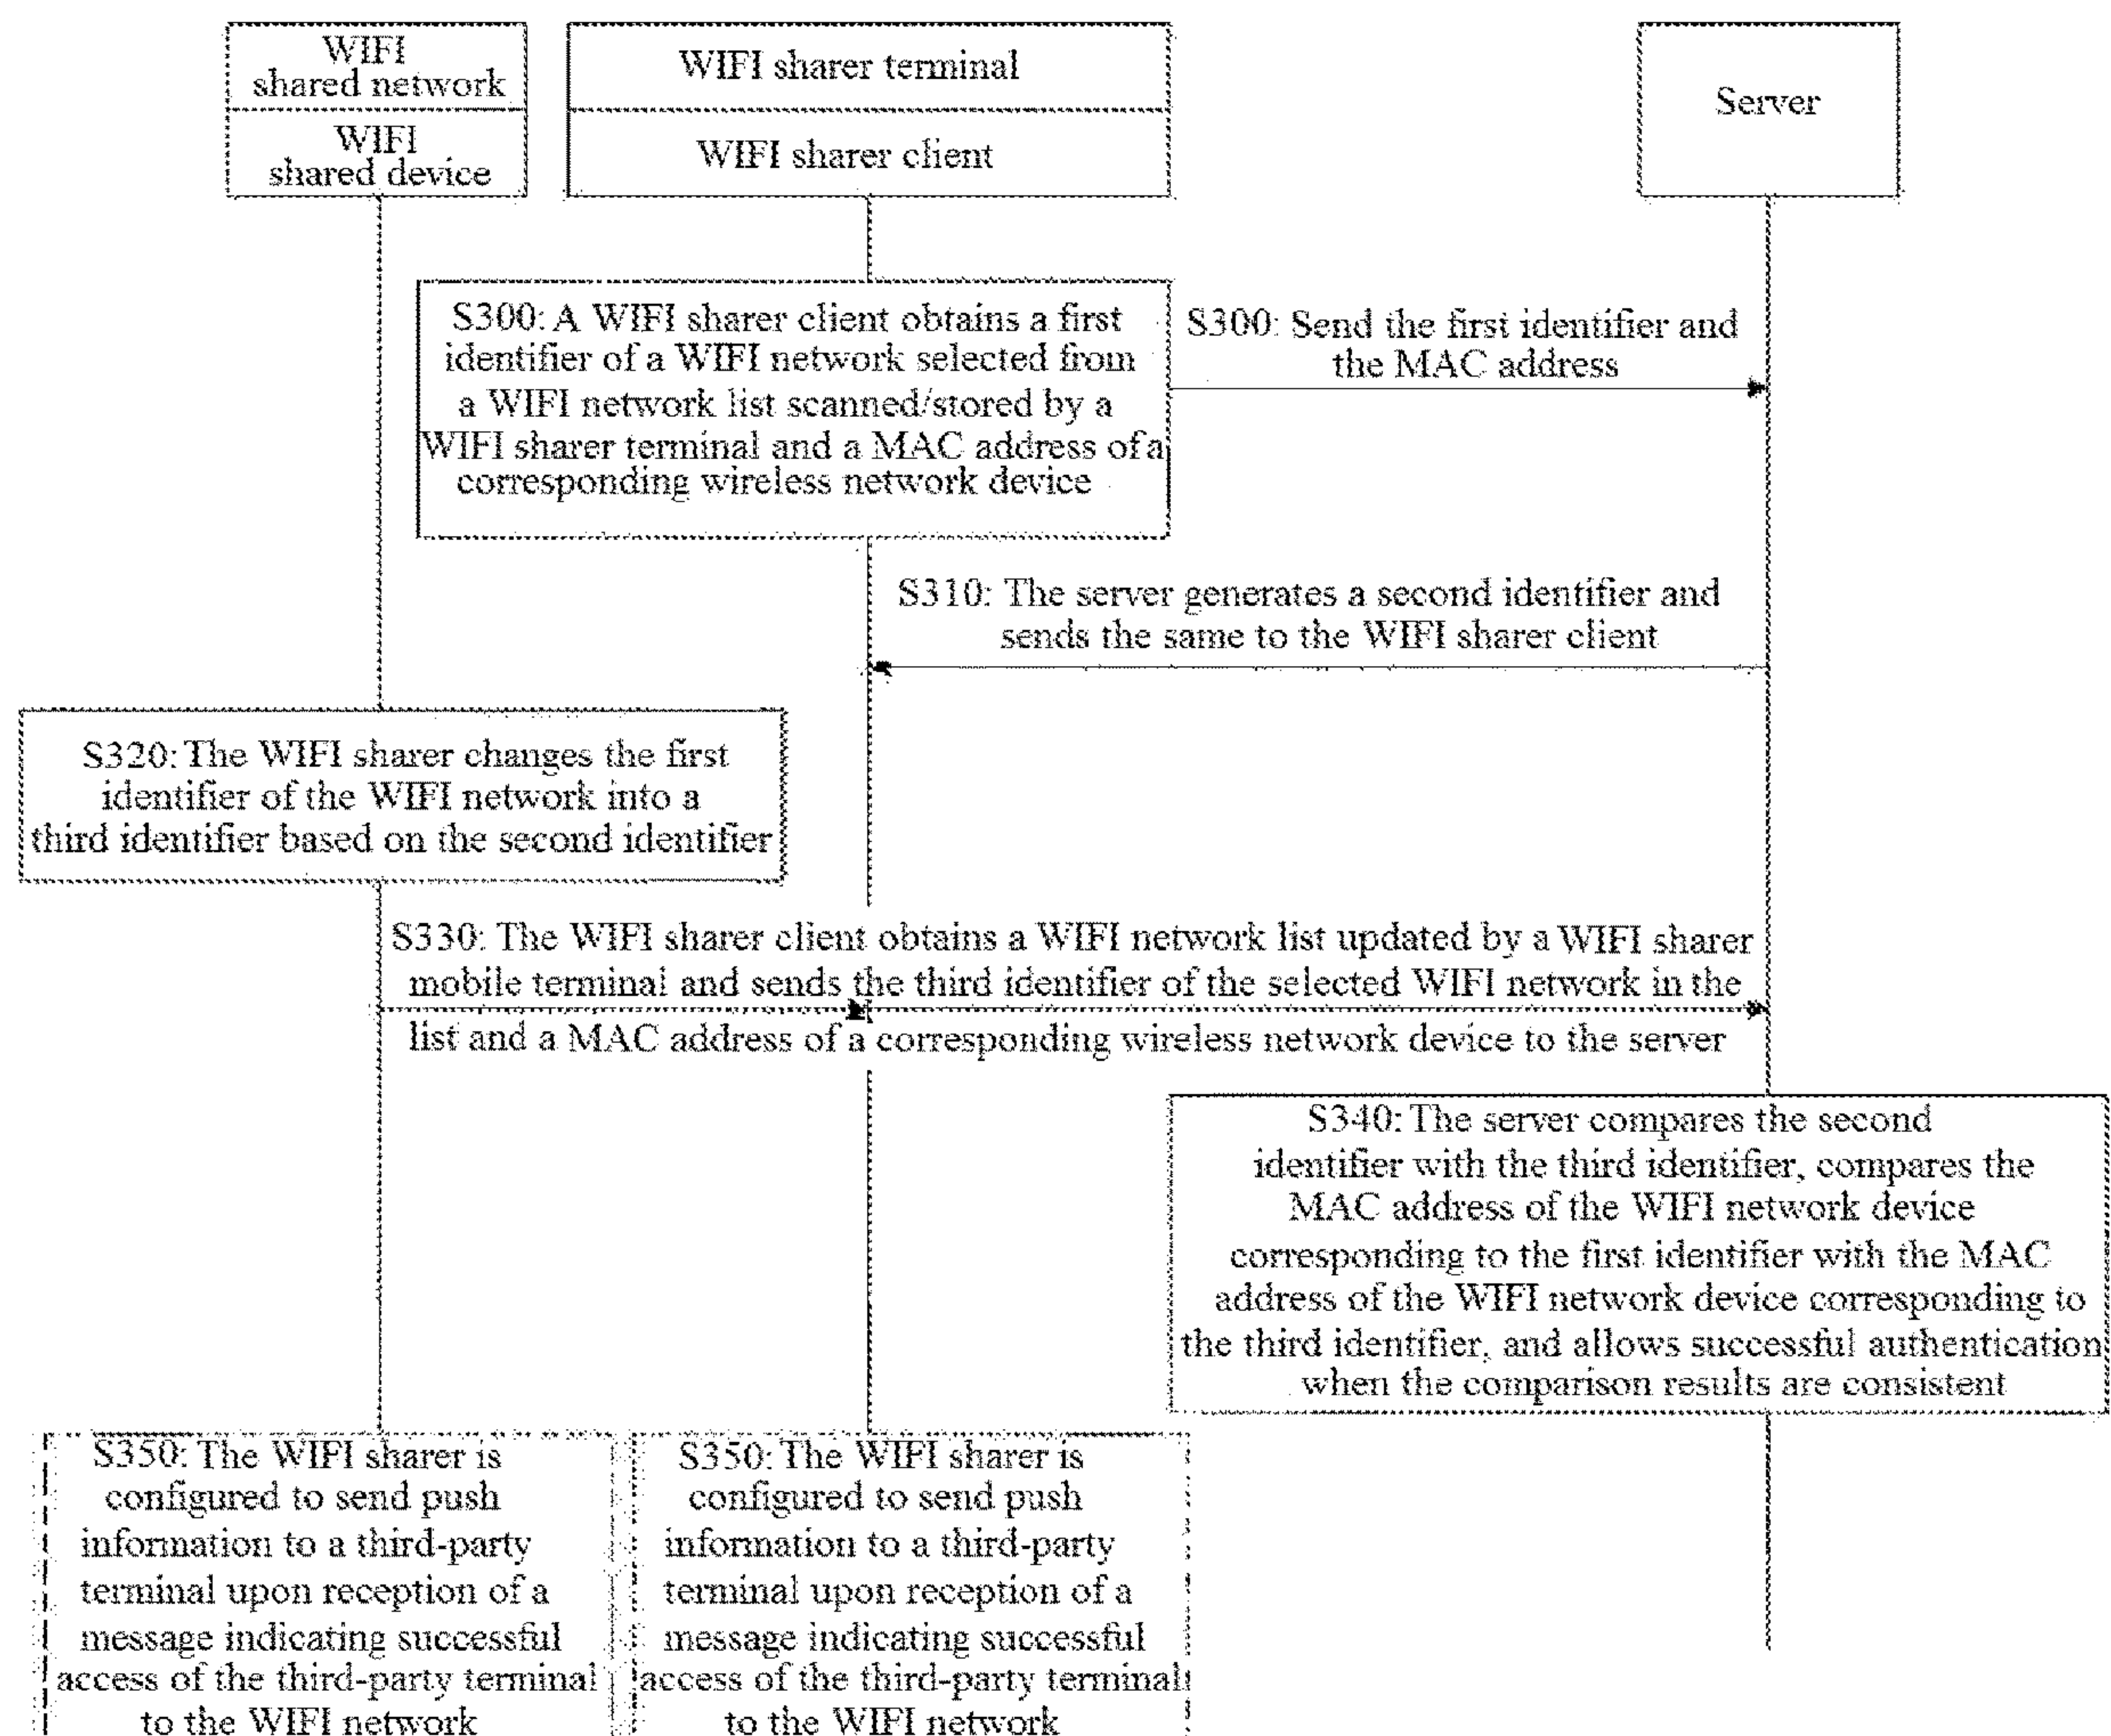 WIFI
shared network
WIFI
shared device
WIFI sharer terminal
WIFI sharer client
Server
S300: A WIFI sharer client obtains a first
identifier of a WIFI network selected from
a WIFI network list scanned/stored by a
WIFI sharer terminal and a MAC address of a
corresponding wireless network device
S300: Send the first identifier and
the MAC address
S310: The server generates a second identifier and
sends the same to the WIFI sharer client
S320: The WIFI sharer changes the first
identifier of the WIFI network into a
third identifier based on the second identifier
S330: The WIFI sharer client obtains a WIFI network list updated by a WIFI sharer
mobile terminal and sends the third identifier of the selected WIFI network in the
list and a MAC address of a corresponding wireless network device to the server
S340: The server compares the second
identifier with the third identifier, compares the
MAC address of the WIFI network device
corresponding to the first identifier with the MAC
address of the WIFI network device corresponding to
the third identifier, and allows successful authentication
when the comparison results are consistent
S350: The WIFI sharer is
configured to send push
information to a third-party
terminal upon reception of a
message indicating successful
access of the third-party terminal
to the WIFI network
S350: The WIFI sharer is
configured to send push
information to a third-party
terminal upon reception of a
message indicating successful
access of the third-party terminal
to the WIFI network